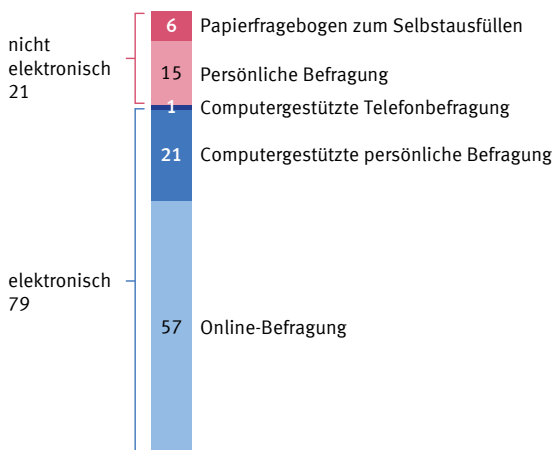 nicht
elektronisch
21
6 Papierfragebogen zum Selbstausfüllen
15 Persönliche Befragung
1 Computergestützte Telefonbefragung
21 Computergestützte persönliche Befragung
elektronisch
79
57 Online-Befragung